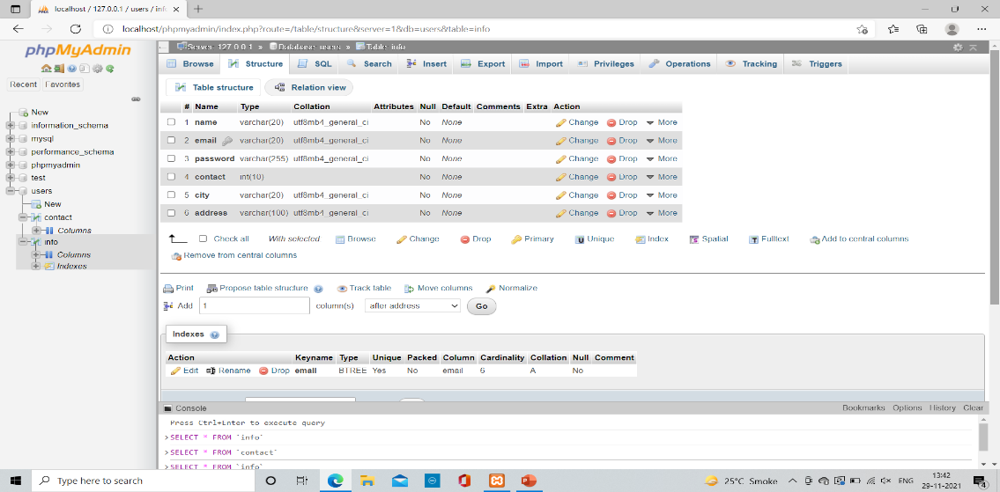 localhost / 127.0.0.1 / users / info
localhost/phpmyadmin/index.php?route=/table/structure&server=1&db=users&table=info
phpMyAdmin
Recent Favorites
New
information_schema
mysql
performance_schema
phpmyadmin
test
users
New
contact
Columns
info
Columns
Indexes
Server: 127.0.0.1 » Database: users » Table: info
Browse Structure SQL Search Insert Export Import Privileges Operations Tracking Triggers
Table structure Relation view
# Name Type Collation Attributes Null Default Comments Extra Action
1 name varchar(20) utf8mb4_general_ci No None Change Drop More
2 email varchar(20) utf8mb4_general_ci No None Change Drop More
3 password varchar(255) utf8mb4_general_ci No None Change Drop More
4 contact int(10) No None Change Drop More
5 city varchar(20) utf8mb4_general_ci No None Change Drop More
6 address varchar(100) utf8mb4_general_ci No None Change Drop More
Check all With selected Browse Change Drop Primary Unique Index Spatial Fulltext Add to central columns
Remove from central columns
Print Propose table structure Track table Move columns Normalize
Add 1 column(s) after address Go
Indexes
Action Keyname Type Unique Packed Column Cardinality Collation Null Comment
Edit Rename Drop email BTREE Yes No email 6 A No
Console Bookmarks Options History Clear
Press Ctrl+Enter to execute query
>SELECT * FROM `info`
>SELECT * FROM `contact`
>SELECT * FROM `info`
Type here to search 25°C Smoke ENG 13:42
29-11-2021 4